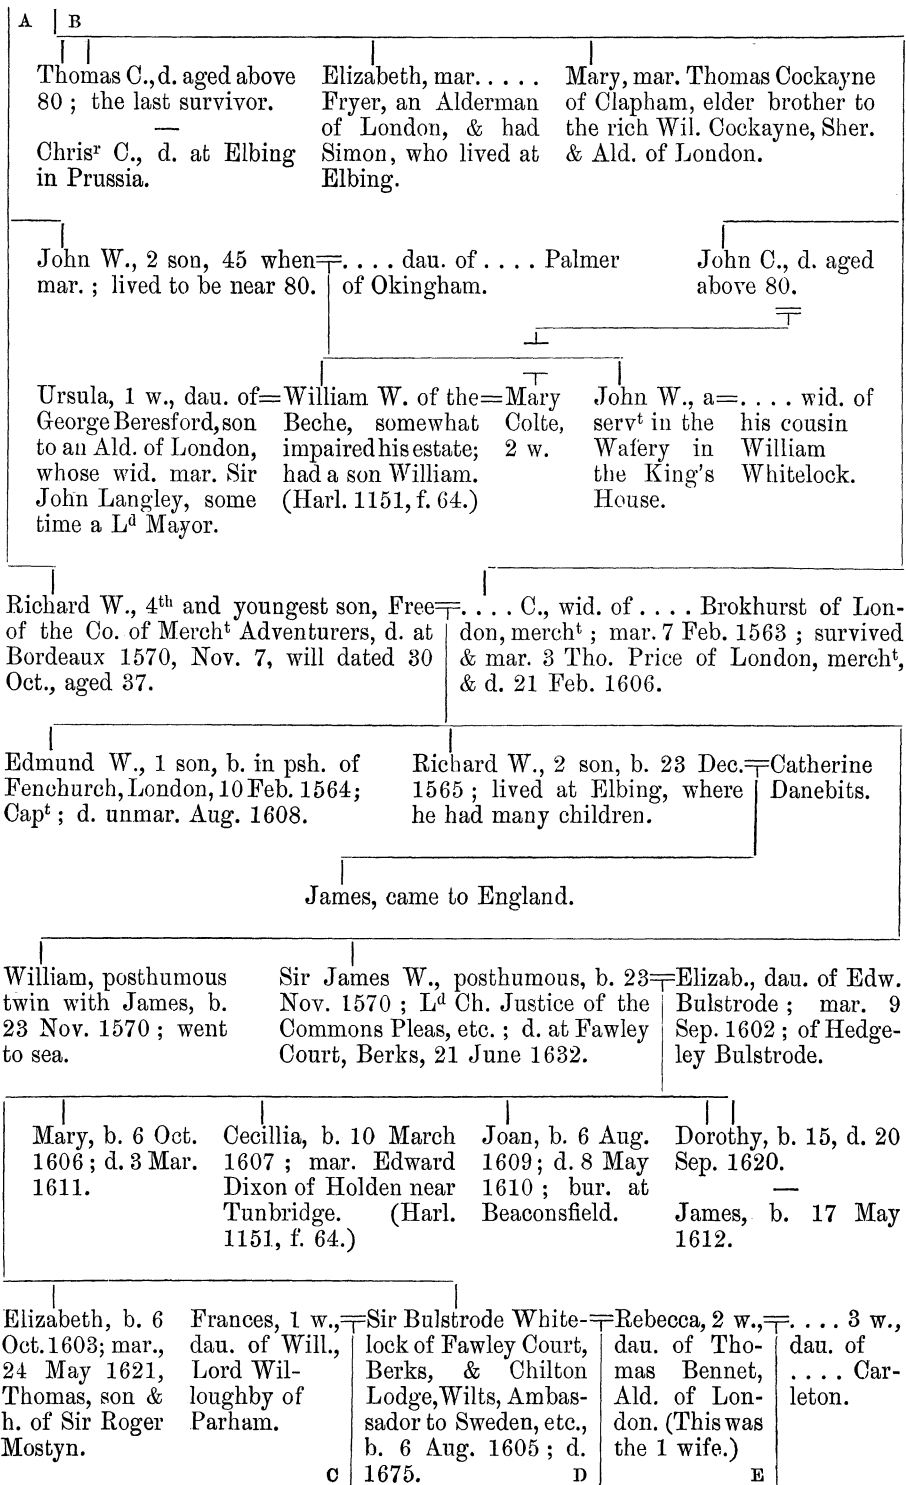 A B
Thomas C., d. aged above
80 ; the last survivor.
—
Chrisʳ C., d. at Elbing
in Prussia.
Elizabeth, mar. . . . .
Fryer, an Alderman
of London, & had
Simon, who lived at
Elbing.
Mary, mar. Thomas Cockayne
of Clapham, elder brother to
the rich Wil. Cockayne, Sher.
& Ald. of London.
John W., 2 son, 45 when
mar. ; lived to be near 80.
. . . . dau. of . . . . Palmer
of Okingham.
John C., d. aged
above 80.
Ursula, 1 w., dau. of=
George Beresford, son
to an Ald. of London,
whose wid. mar. Sir
John Langley, some
time a Lᵈ Mayor.
William W. of the=
Beche, somewhat
impaired his estate;
had a son William.
(Harl. 1151, f. 64.)
Mary
Colte,
2 w.
John W., a=
servᵗ in the
Wafery in
the King's
House.
. . . . wid. of
his cousin
William
Whitelock.
Richard W., 4ᵗʰ and youngest son, Free
of the Co. of Merchᵗ Adventurers, d. at
Bordeaux 1570, Nov. 7, will dated 30
Oct., aged 37.
. . . . C., wid. of . . . . Brokhurst of Lon-
don, merchᵗ ; mar. 7 Feb. 1563 ; survived
& mar. 3 Tho. Price of London, merchᵗ,
& d. 21 Feb. 1606.
Edmund W., 1 son, b. in psh. of
Fenchurch, London, 10 Feb. 1564;
Capᵗ ; d. unmar. Aug. 1608.
Richard W., 2 son, b. 23 Dec.
1565 ; lived at Elbing, where
he had many children.
Catherine
Danebits.
James, came to England.
William, posthumous
twin with James, b.
23 Nov. 1570 ; went
to sea.
Sir James W., posthumous, b. 23
Nov. 1570 ; Lᵈ Ch. Justice of the
Commons Pleas, etc. ; d. at Fawley
Court, Berks, 21 June 1632.
Elizab., dau. of Edw.
Bulstrode ; mar. 9
Sep. 1602 ; of Hedge-
ley Bulstrode.
Mary, b. 6 Oct.
1606 ; d. 3 Mar.
1611.
Cecillia, b. 10 March
1607 ; mar. Edward
Dixon of Holden near
Tunbridge. (Harl.
1151, f. 64.)
Joan, b. 6 Aug.
1609 ; d. 8 May
1610 ; bur. at
Beaconsfield.
Dorothy, b. 15, d. 20
Sep. 1620.
—
James, b. 17 May
1612.
Elizabeth, b. 6
Oct. 1603; mar.,
24 May 1621,
Thomas, son &
h. of Sir Roger
Mostyn.
Frances, 1 w.,
dau. of Will.,
Lord Wil-
loughby of
Parham.
C
Sir Bulstrode White-
lock of Fawley Court,
Berks, & Chilton
Lodge, Wilts, Ambas-
sador to Sweden, etc.,
b. 6 Aug. 1605 ; d.
1675. D
Rebecca, 2 w.,
dau. of Tho-
mas Bennet,
Ald. of Lon-
don. (This was
the 1 wife.)
E
. . . . 3 w.,
dau. of
. . . . Car-
leton.